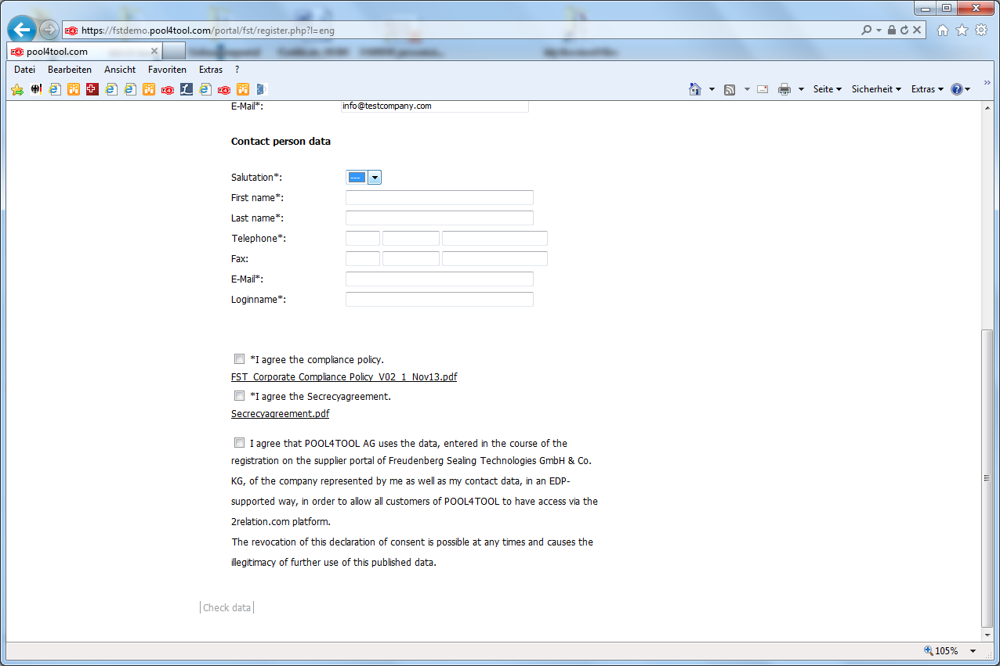 https://fstdemo.pool4tool.com/portal/fst/register.php?l=eng
pool4tool.com
Datei Bearbeiten Ansicht Favoriten Extras ?
Seite Sicherheit Extras
E-Mail*: info@testcompany.com
Contact person data
Salutation*: ---
First name*:
Last name*:
Telephone*:
Fax:
E-Mail*:
Loginname*:
*I agree the compliance policy.
FST_Corporate Compliance Policy_V02_1_Nov13.pdf
*I agree the Secrecyagreement.
Secrecyagreement.pdf
I agree that POOL4TOOL AG uses the data, entered in the course of the
registration on the supplier portal of Freudenberg Sealing Technologies GmbH & Co.
KG, of the company represented by me as well as my contact data, in an EDP-
supported way, in order to allow all customers of POOL4TOOL to have access via the
2relation.com platform.
The revocation of this declaration of consent is possible at any times and causes the
illegitimacy of further use of this published data.
Check data
105%